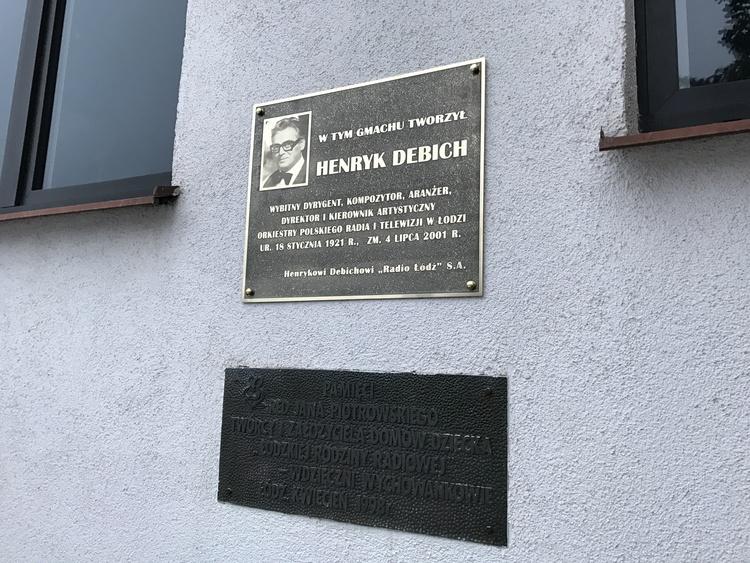 W TYM GMACHU TWORZYŁ
HENRYK DEBICH
WYBITNY DYRYGENT, KOMPOZYTOR, ARANŻER,
DYREKTOR I KIEROWNIK ARTYSTYCZNY
ORKIESTRY POLSKIEGO RADIA I TELEWIZJI W ŁODZI
UR. 18 STYCZNIA 1921 R., ZM. 4 LIPCA 2001 R.
Henrykowi Debichowi „Radio Łódź" S.A.
PAMIĘCI
RED. JANA PIOTROWSKIEGO
TWÓRCY I ZAŁOŻYCIELA DOMÓW DZIECKA
„ŁÓDZKIEJ RODZINY RADIOWEJ"
– WDZIĘCZNI WYCHOWANKOWIE
ŁÓDŹ, KWIECIEŃ 1998 r.